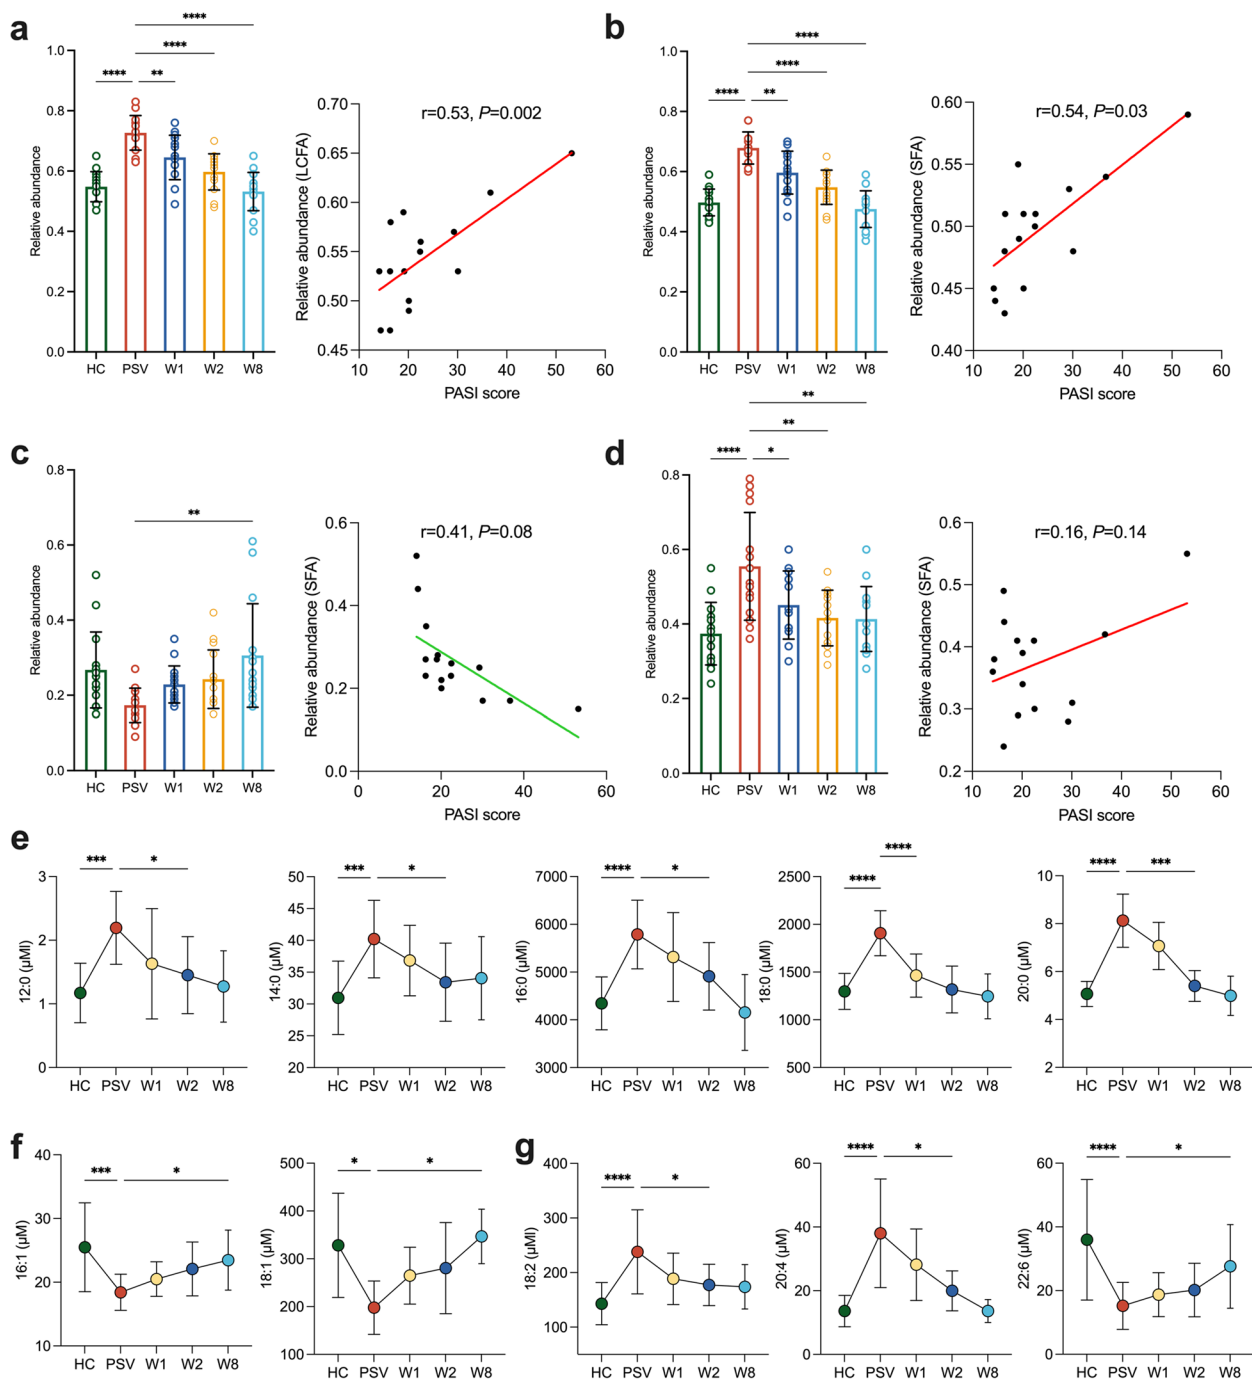 a
****
****
**** **
Relative abundance
1.0
0.8
0.6
0.4
0.2
0.0
HC PSV W1 W2 W8
r=0.53, P=0.002
Relative abundance (LCFA)
0.70
0.65
0.60
0.55
0.50
0.45
10 20 30 40 50 60
PASI score
b
****
****
**** **
Relative abundance
1.0
0.8
0.6
0.4
0.2
0.0
HC PSV W1 W2 W8
r=0.54, P=0.03
Relative abundance (SFA)
0.60
0.55
0.50
0.45
0.40
10 20 30 40 50 60
PASI score
c
**
Relative abundance
0.8
0.6
0.4
0.2
0.0
HC PSV W1 W2 W8
r=0.41, P=0.08
Relative abundance (SFA)
0.6
0.4
0.2
0.0
0 20 40 60
PASI score
d
**
**
**** *
Relative abundance
0.8
0.6
0.4
0.2
0.0
HC PSV W1 W2 W8
r=0.16, P=0.14
Relative abundance (SFA)
0.6
0.5
0.4
0.3
0.2
10 20 30 40 50 60
PASI score
e
*** *
12:0 (μMl)
3
2
1
0
HC PSV W1 W2 W8
*** *
14:0 (μMl)
50
45
40
35
30
25
20
HC PSV W1 W2 W8
**** *
16:0 (μMl)
7000
6000
5000
4000
3000
HC PSV W1 W2 W8
****
****
18:0 (μMl)
2500
2000
1500
1000
500
HC PSV W1 W2 W8
**** ***
20:0 (μMl)
10
8
6
4
2
HC PSV W1 W2 W8
f
*** *
16:1 (μM)
40
30
20
10
HC PSV W1 W2 W8
* *
18:1 (μM)
500
400
300
200
100
HC PSV W1 W2 W8
g
**** *
18:2 (μMl)
400
300
200
100
HC PSV W1 W2 W8
**** *
20:4 (μM)
60
40
20
0
HC PSV W1 W2 W8
**** *
22:6 (μM)
60
40
20
0
HC PSV W1 W2 W8